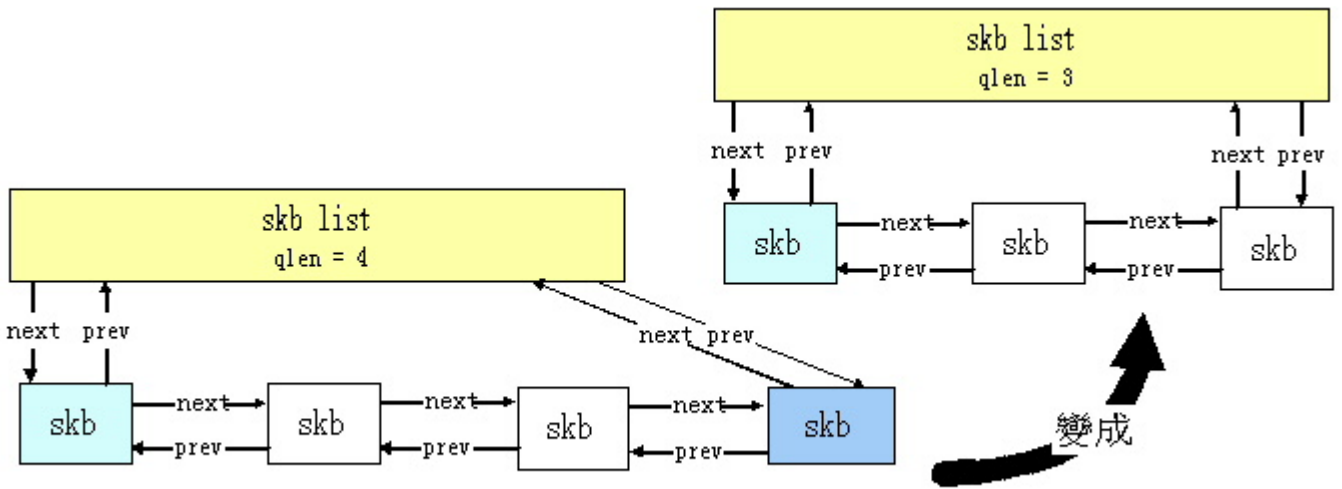 skb list
qlen = 4
next prev
next prev
skb
next
prev
skb
next
prev
skb
next
prev
skb
skb list
qlen = 3
next prev
next prev
skb
next
prev
skb
next
prev
skb
變成